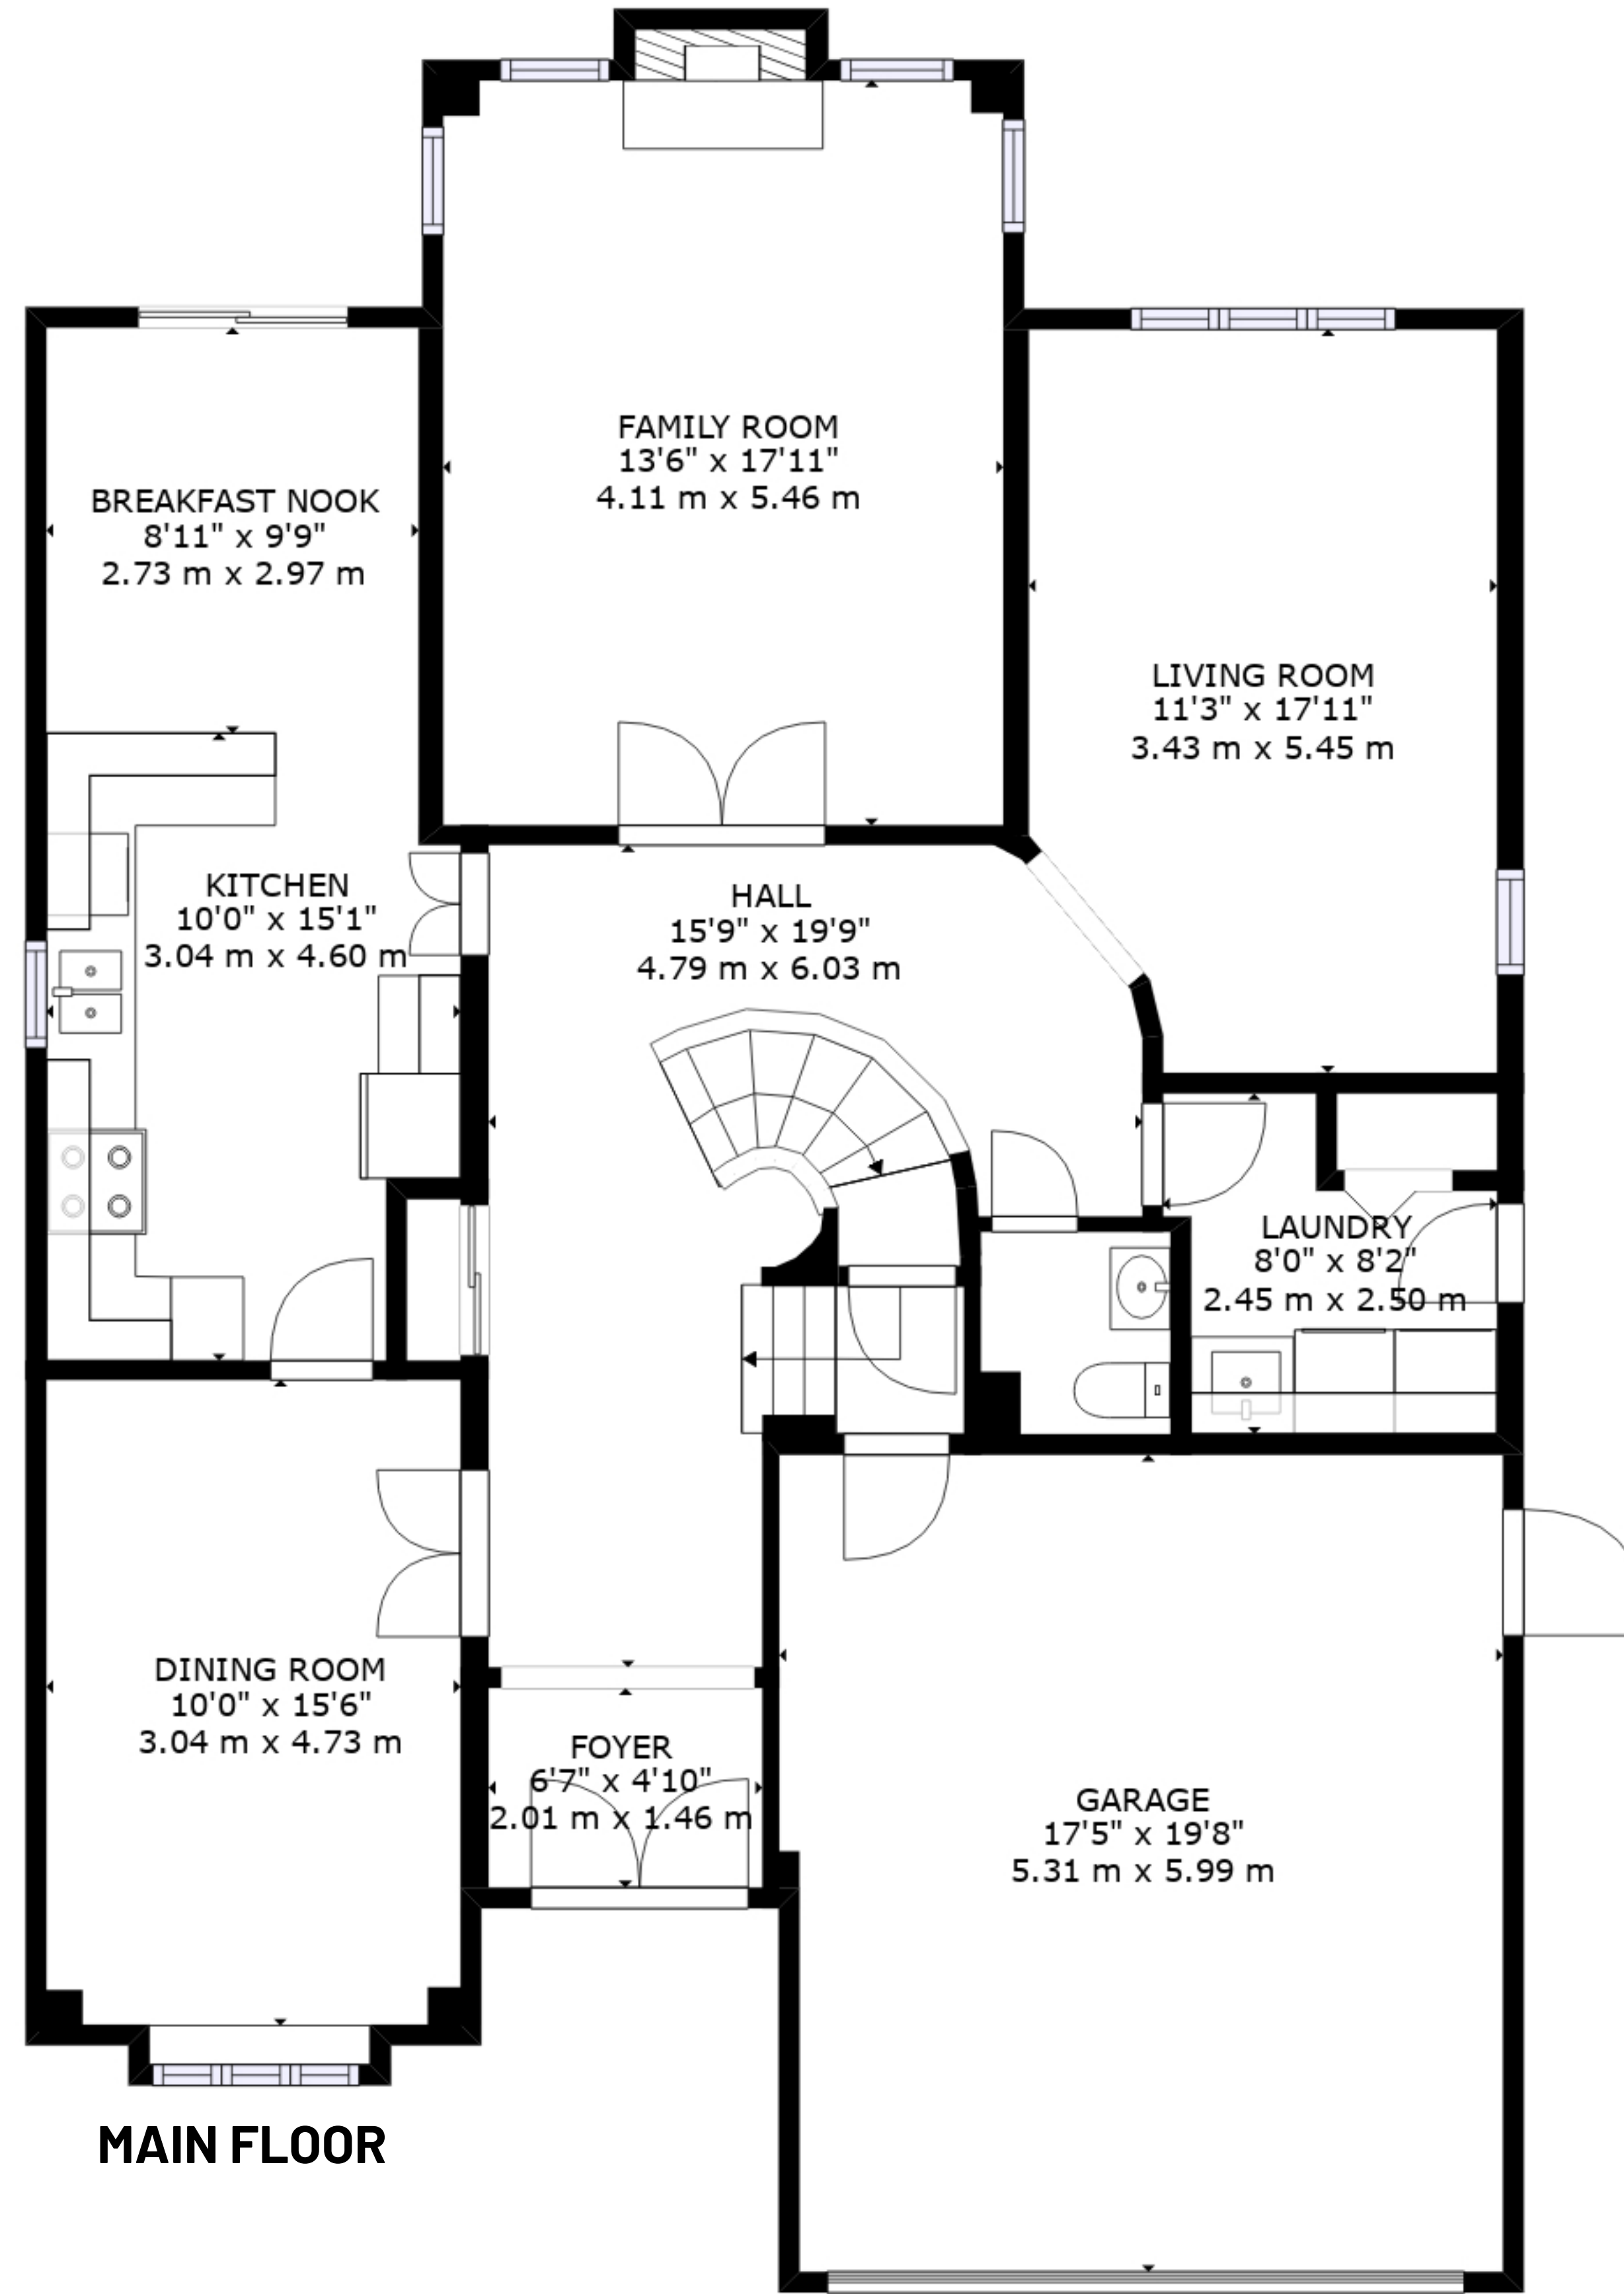 FAMILY ROOM
13'6" x 17'11"
4.11 m x 5.46 m
BREAKFAST NOOK
8'11" x 9'9"
2.73 m x 2.97 m
LIVING ROOM
11'3" x 17'11"
3.43 m x 5.45 m
KITCHEN
10'0" x 15'1"
3.04 m x 4.60 m
HALL
15'9" x 19'9"
4.79 m x 6.03 m
LAUNDRY
8'0" x 8'2"
2.45 m x 2.50 m
DINING ROOM
10'0" x 15'6"
3.04 m x 4.73 m
FOYER
6'7" x 4'10"
2.01 m x 1.46 m
GARAGE
17'5" x 19'8"
5.31 m x 5.99 m
MAIN FLOOR